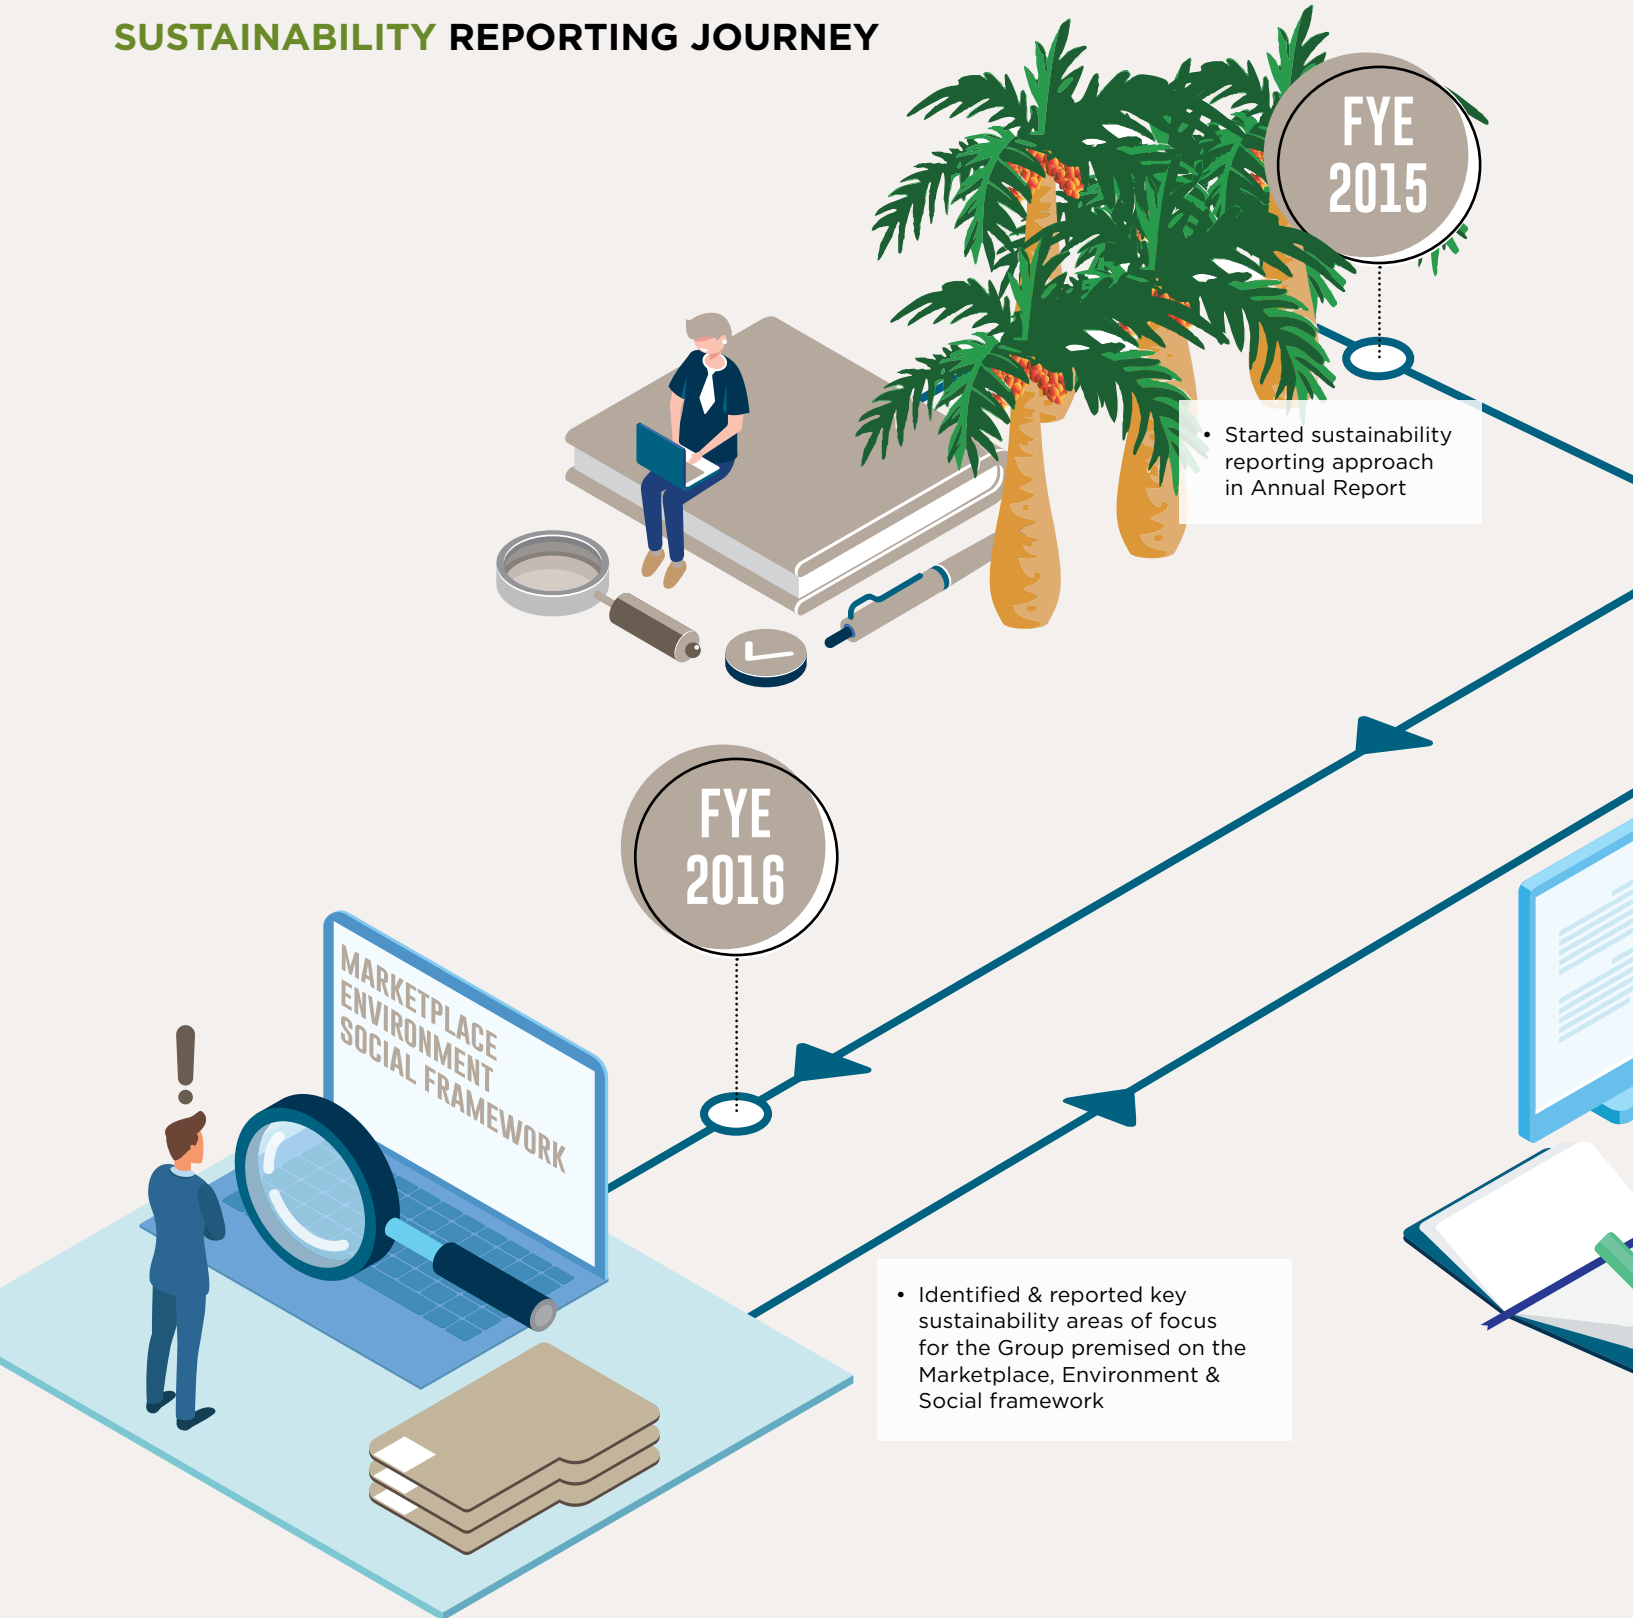 SUSTAINABILITY REPORTING JOURNEY
FYE
2015
• Started sustainability
reporting approach
in Annual Report
FYE
2016
MARKETPLACE
ENVIRONMENT
SOCIAL FRAMEWORK
• Identified & reported key
sustainability areas of focus
for the Group premised on the
Marketplace, Environment &
Social framework